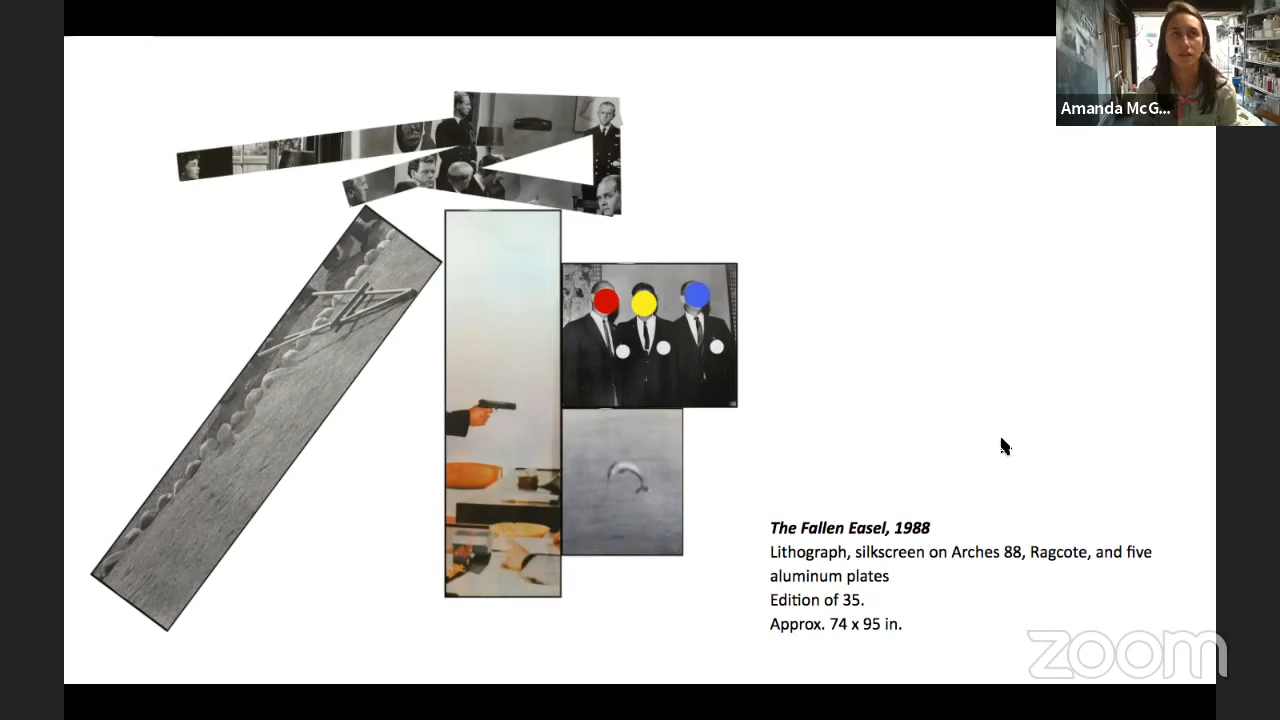 Amanda McG...
The Fallen Easel, 1988
Lithograph, silkscreen on Arches 88, Ragcote, and five
aluminum plates
Edition of 35.
Approx. 74 x 95 in.
zoom